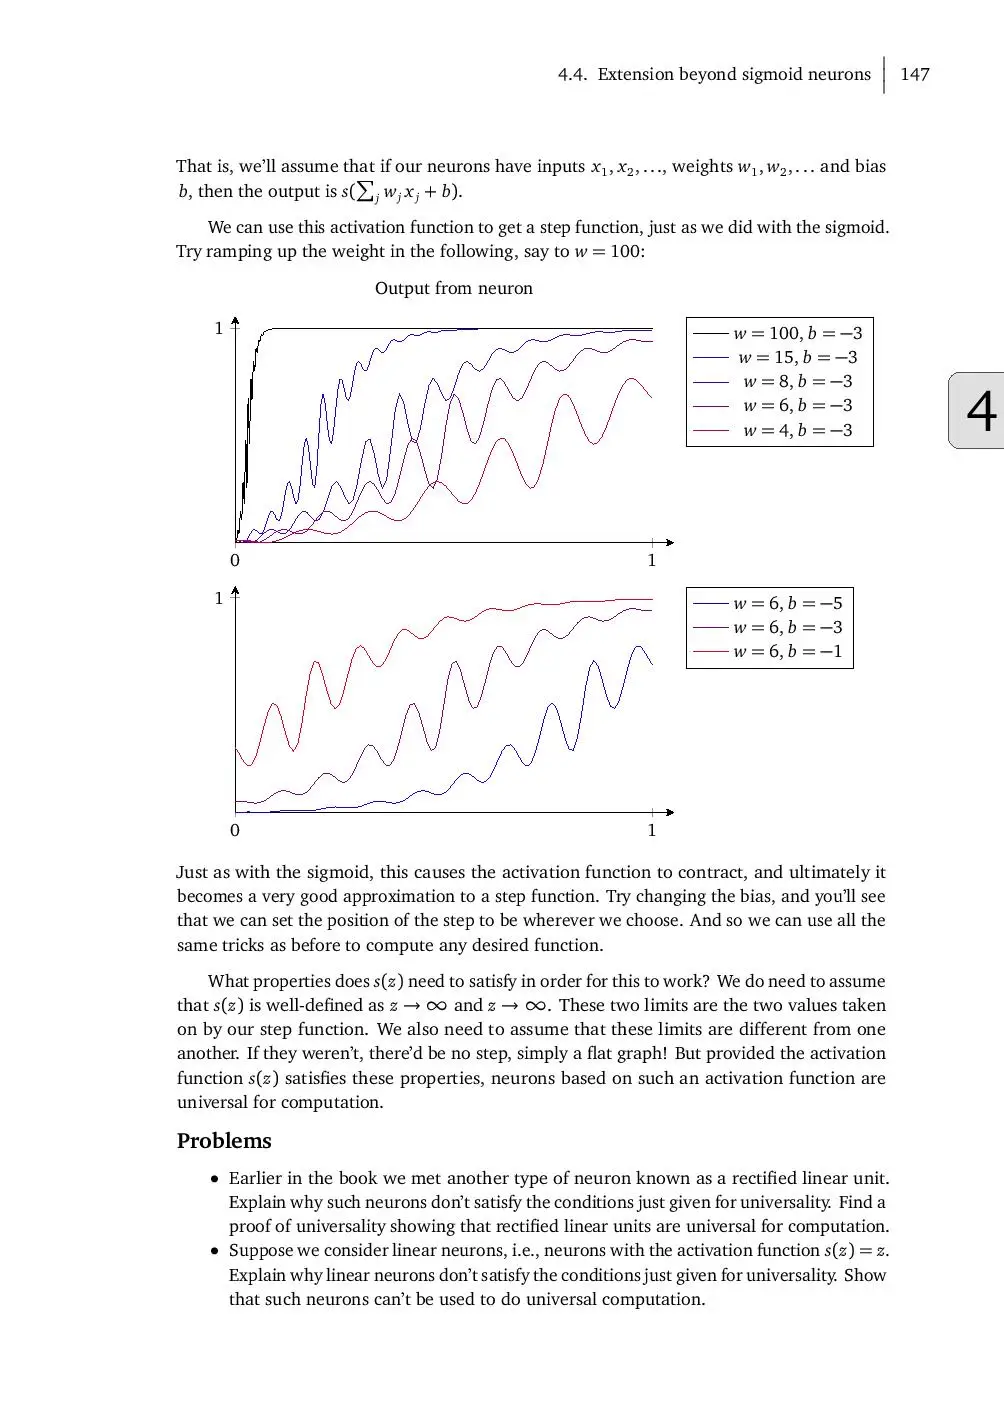 4.4. Extension beyond sigmoid neurons 147
That is, we'll assume that if our neurons have inputs x₁, x₂, …, weights w₁, w₂, … and bias
b, then the output is s(∑ⱼ wⱼxⱼ + b).
We can use this activation function to get a step function, just as we did with the sigmoid.
Try ramping up the weight in the following, say to w = 100:
Output from neuron
1
w = 100, b = −3
w = 15, b = −3
w = 8, b = −3
w = 6, b = −3
w = 4, b = −3
4
0 1
1
w = 6, b = −5
w = 6, b = −3
w = 6, b = −1
0 1
Just as with the sigmoid, this causes the activation function to contract, and ultimately it
becomes a very good approximation to a step function. Try changing the bias, and you'll see
that we can set the position of the step to be wherever we choose. And so we can use all the
same tricks as before to compute any desired function.
What properties does s(z) need to satisfy in order for this to work? We do need to assume
that s(z) is well-defined as z → ∞ and z → ∞. These two limits are the two values taken
on by our step function. We also need to assume that these limits are different from one
another. If they weren't, there'd be no step, simply a flat graph! But provided the activation
function s(z) satisfies these properties, neurons based on such an activation function are
universal for computation.
Problems
• Earlier in the book we met another type of neuron known as a rectified linear unit.
Explain why such neurons don't satisfy the conditions just given for universality. Find a
proof of universality showing that rectified linear units are universal for computation.
• Suppose we consider linear neurons, i.e., neurons with the activation function s(z) = z.
Explain why linear neurons don't satisfy the conditions just given for universality. Show
that such neurons can't be used to do universal computation.